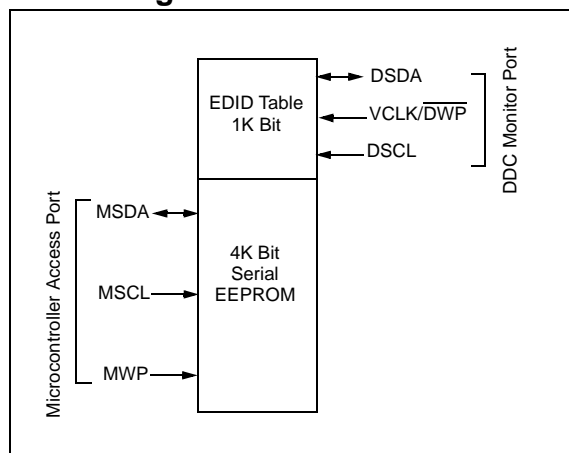 EDID Table
1K Bit
DSDA
VCLK/D̅W̅P̅
DSCL
DDC Monitor Port
Microcontroller Access Port
MSDA
MSCL
MWP
4K Bit
Serial
EEPROM